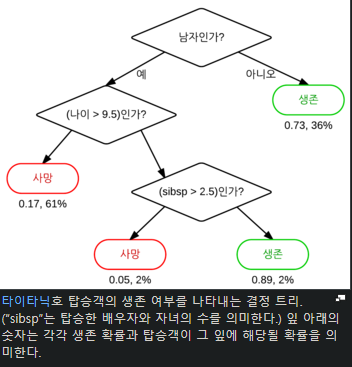 남자인가?
예
아니오
(나이 > 9.5)인가?
생존
0.73, 36%
사망
0.17, 61%
(sibsp > 2.5)인가?
사망
생존
0.05, 2%
0.89, 2%
타이타닉호 탑승객의 생존 여부를 나타내는 결정 트리.
("sibsp"는 탑승한 배우자와 자녀의 수를 의미한다.) 잎 아래의
숫자는 각각 생존 확률과 탑승객이 그 잎에 해당될 확률을 의
미한다.